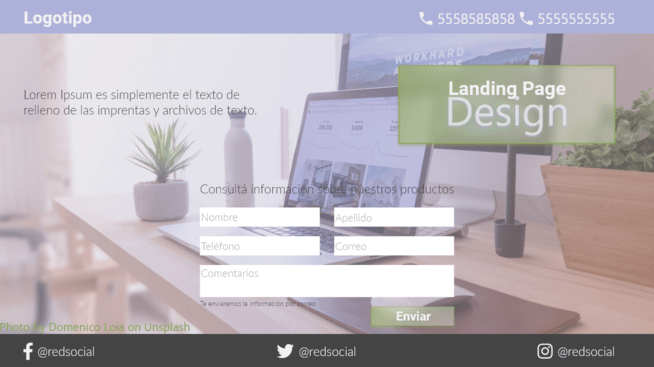 Logotipo
5558585858 5555555555
WORKHARD
Landing Page
Design
Lorem Ipsum es simplemente el texto de
relleno de las imprentas y archivos de texto.
Consultá información sobre nuestros productos
Nombre
Apellido
Teléfono
Correo
Comentarios
Te enviaremos la información por correo
Enviar
Photo by Domenico Loia on Unsplash
@redsocial
@redsocial
@redsocial